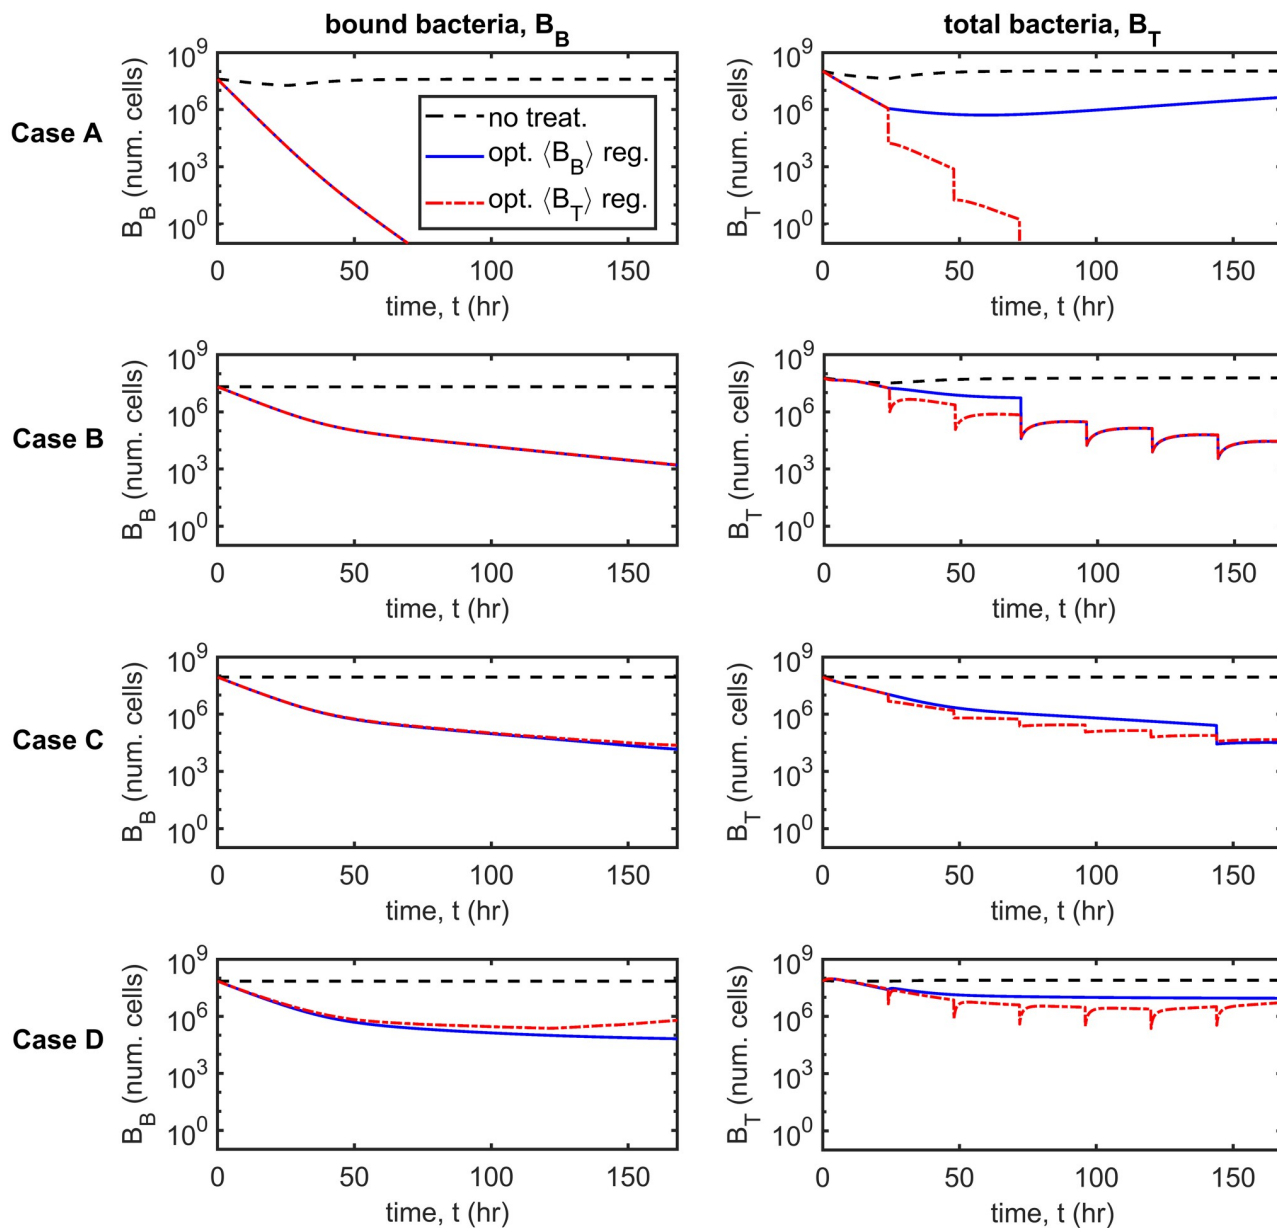 bound bacteria, B_B
total bacteria, B_T
Case A
B_B (num. cells)
10^9
10^6
10^3
10^0
0 50 100 150
time, t (hr)
no treat.
opt. ⟨B_B⟩ reg.
opt. ⟨B_T⟩ reg.
B_T (num. cells)
10^9
10^6
10^3
10^0
0 50 100 150
time, t (hr)
Case B
B_B (num. cells)
10^9
10^6
10^3
10^0
0 50 100 150
time, t (hr)
B_T (num. cells)
10^9
10^6
10^3
10^0
0 50 100 150
time, t (hr)
Case C
B_B (num. cells)
10^9
10^6
10^3
10^0
0 50 100 150
time, t (hr)
B_T (num. cells)
10^9
10^6
10^3
10^0
0 50 100 150
time, t (hr)
Case D
B_B (num. cells)
10^9
10^6
10^3
10^0
0 50 100 150
time, t (hr)
B_T (num. cells)
10^9
10^6
10^3
10^0
0 50 100 150
time, t (hr)